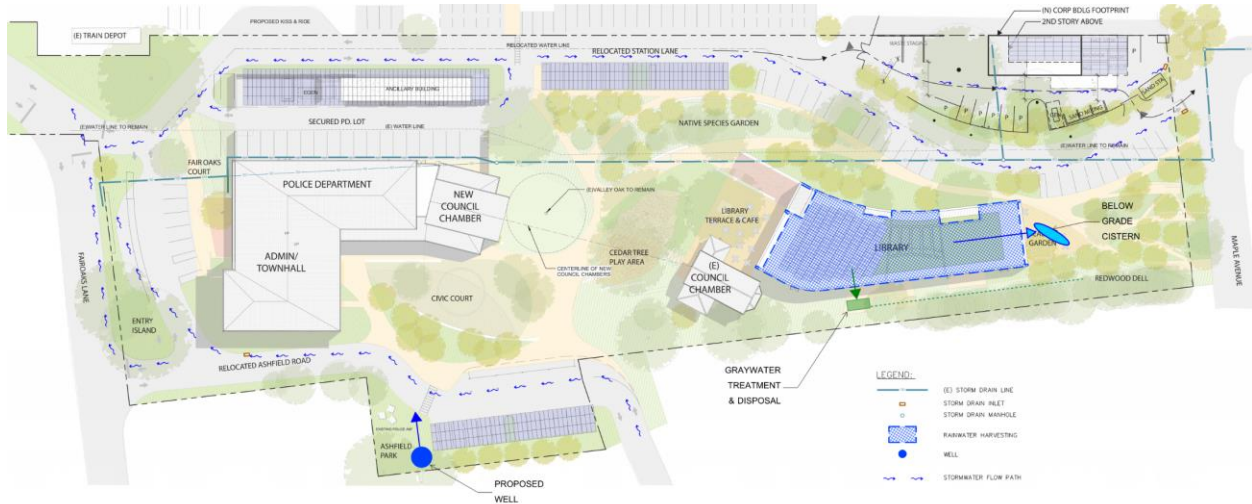 PROPOSED KISS & RIDE
(E) TRAIN DEPOT
(N) CORP BDLG FOOTPRINT
2ND STORY ABOVE
RELOCATED WATER LINE
RELOCATED STATION LANE
P
ANCILLARY BUILDING
SAND STA
SECURED PD. LOT
(E) WATER LINE
NATIVE SPECIES GARDEN
P P P P P P
(E)WATER LINE TO REMAIN
(E)WATER LINE TO REMAIN
FAIR OAKS
COURT
POLICE DEPARTMENT
NEW
COUNCIL
CHAMBER
(E)VALLEY OAK TO REMAIN
LIBRARY
TERRACE & CAFE
LIBRARY
BELOW
GRADE
CISTERN
GARDEN
ADMIN/
TOWNHALL
CENTERLINE OF NEW
COUNCIL CHAMBERS
CEDAR TREE
PLAY AREA
(E)
COUNCIL
CHAMBER
REDWOOD DELL
MAPLE AVENUE
FAIROAKS LANE
ENTRY
ISLAND
CIVIC COURT
RELOCATED ASHFIELD ROAD
GRAYWATER
TREATMENT
& DISPOSAL
ASHFIELD
PARK
PROPOSED
WELL
LEGEND:
(E) STORM DRAIN LINE
STORM DRAIN INLET
STORM DRAIN MANHOLE
RAINWATER HARVESTING
WELL
STORMWATER FLOW PATH